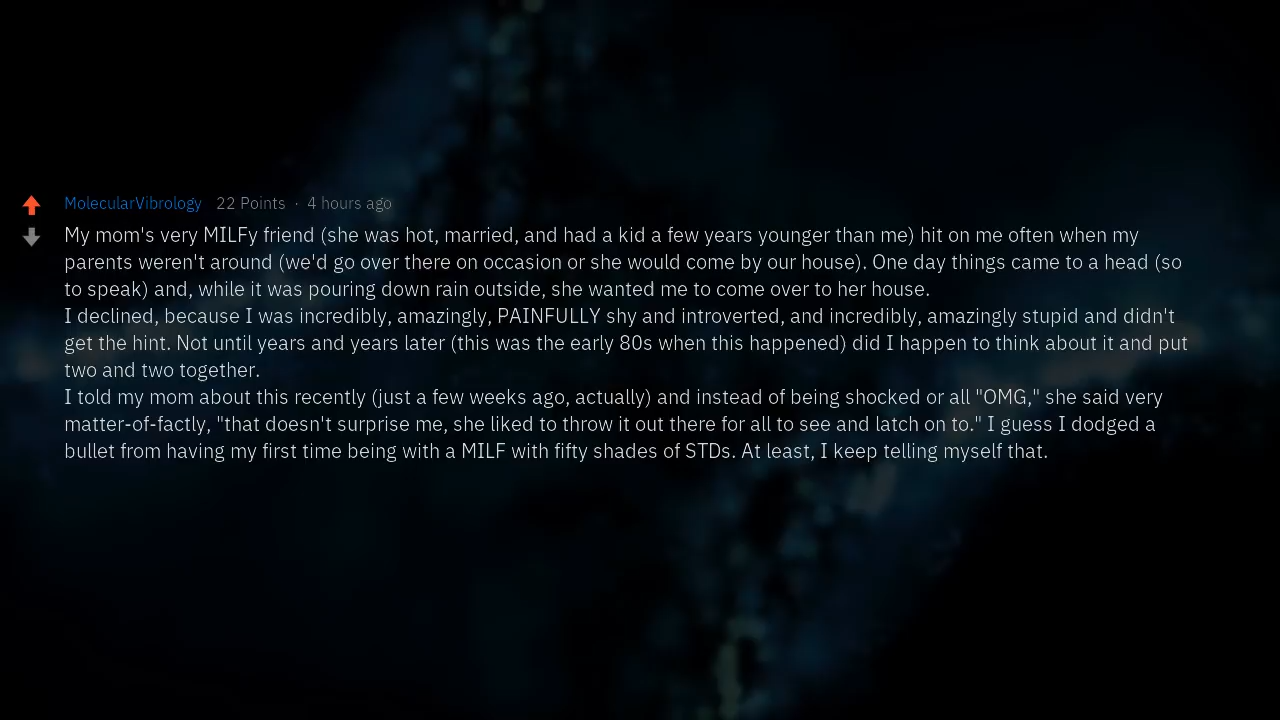 MolecularVibrology 22 Points · 4 hours ago
My mom's very MILFy friend (she was hot, married, and had a kid a few years younger than me) hit on me often when my
parents weren't around (we'd go over there on occasion or she would come by our house). One day things came to a head (so
to speak) and, while it was pouring down rain outside, she wanted me to come over to her house.
I declined, because I was incredibly, amazingly, PAINFULLY shy and introverted, and incredibly, amazingly stupid and didn't
get the hint. Not until years and years later (this was the early 80s when this happened) did I happen to think about it and put
two and two together.
I told my mom about this recently (just a few weeks ago, actually) and instead of being shocked or all "OMG," she said very
matter-of-factly, "that doesn't surprise me, she liked to throw it out there for all to see and latch on to." I guess I dodged a
bullet from having my first time being with a MILF with fifty shades of STDs. At least, I keep telling myself that.